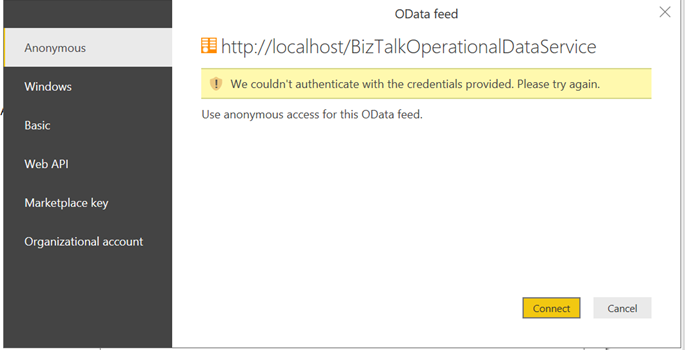 OData feed
Anonymous
Windows
Basic
Web API
Marketplace key
Organizational account
http://localhost/BizTalkOperationalDataService
We couldn't authenticate with the credentials provided. Please try again.
Use anonymous access for this OData feed.
Connect
Cancel